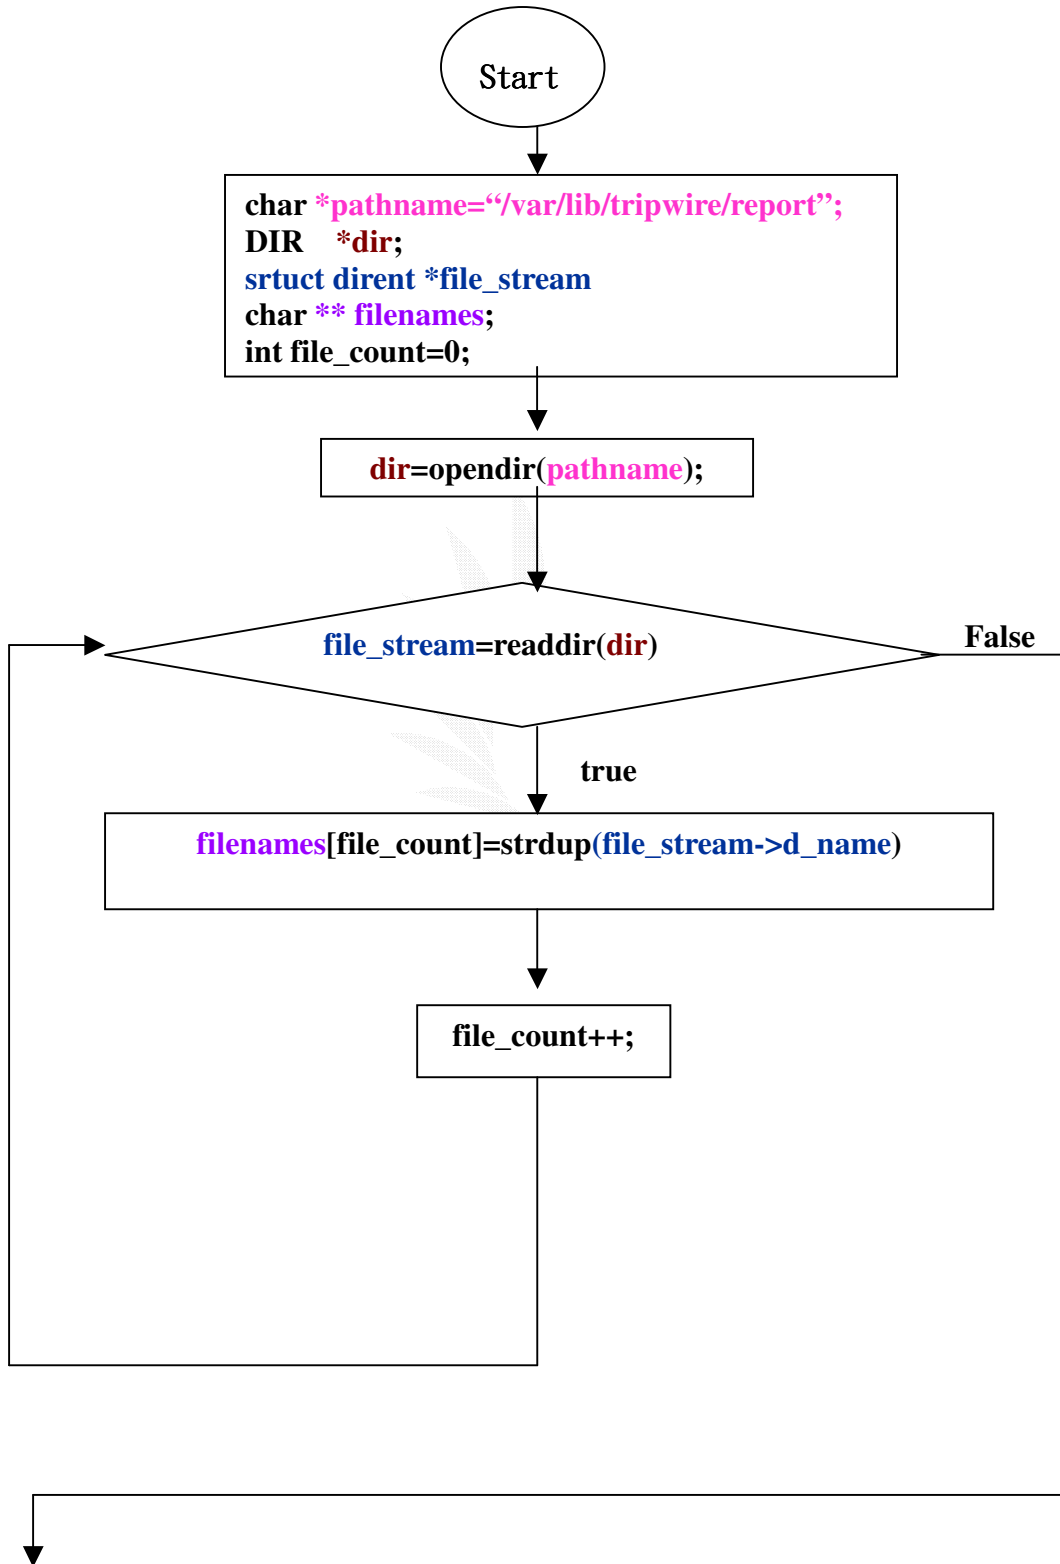 Start
char *pathname=“/var/lib/tripwire/report”;
DIR *dir;
srtuct dirent *file_stream
char ** filenames;
int file_count=0;
dir=opendir(pathname);
file_stream=readdir(dir)
False
true
filenames[file_count]=strdup(file_stream->d_name)
file_count++;